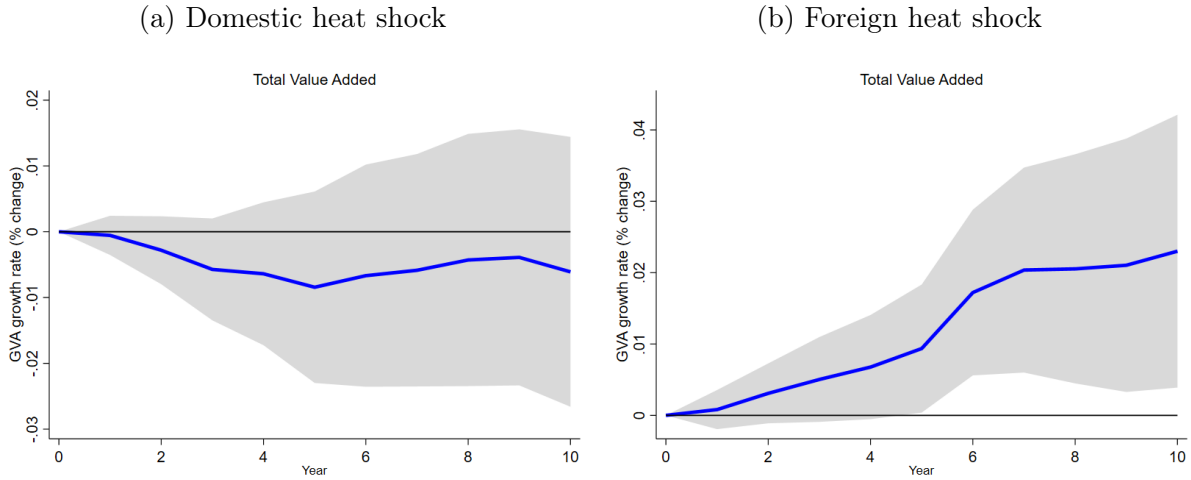 (a) Domestic heat shock
Total Value Added
GVA growth rate (% change)
.02
.01
0
-.01
-.02
-.03
0 2 4 6 8 10
Year
(b) Foreign heat shock
Total Value Added
GVA growth rate (% change)
.04
.03
.02
.01
0
0 2 4 6 8 10
Year